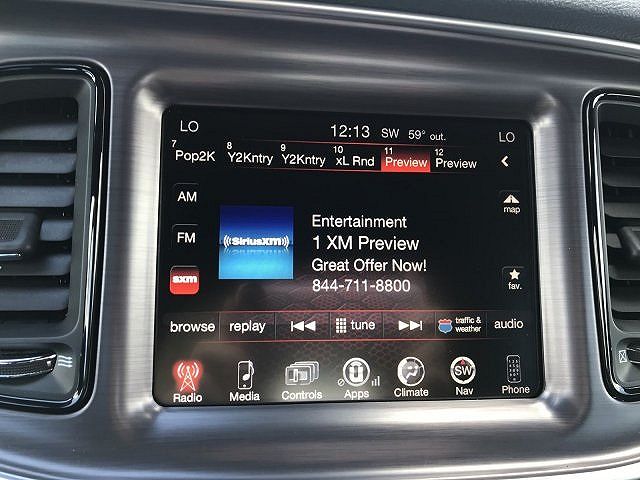 LO 12:13 SW 59° out. LO
7 Pop2K 8 Y2Kntry 9 Y2Kntry 10 xL Rnd 11 Preview 12 Preview
AM
map
Entertainment
((SiriusXM))
1 XM Preview
FM
Great Offer Now!
sxm
844-711-8800
fav.
browse replay tune traffic & weather audio
Radio Media Controls Apps Climate SW Nav Phone